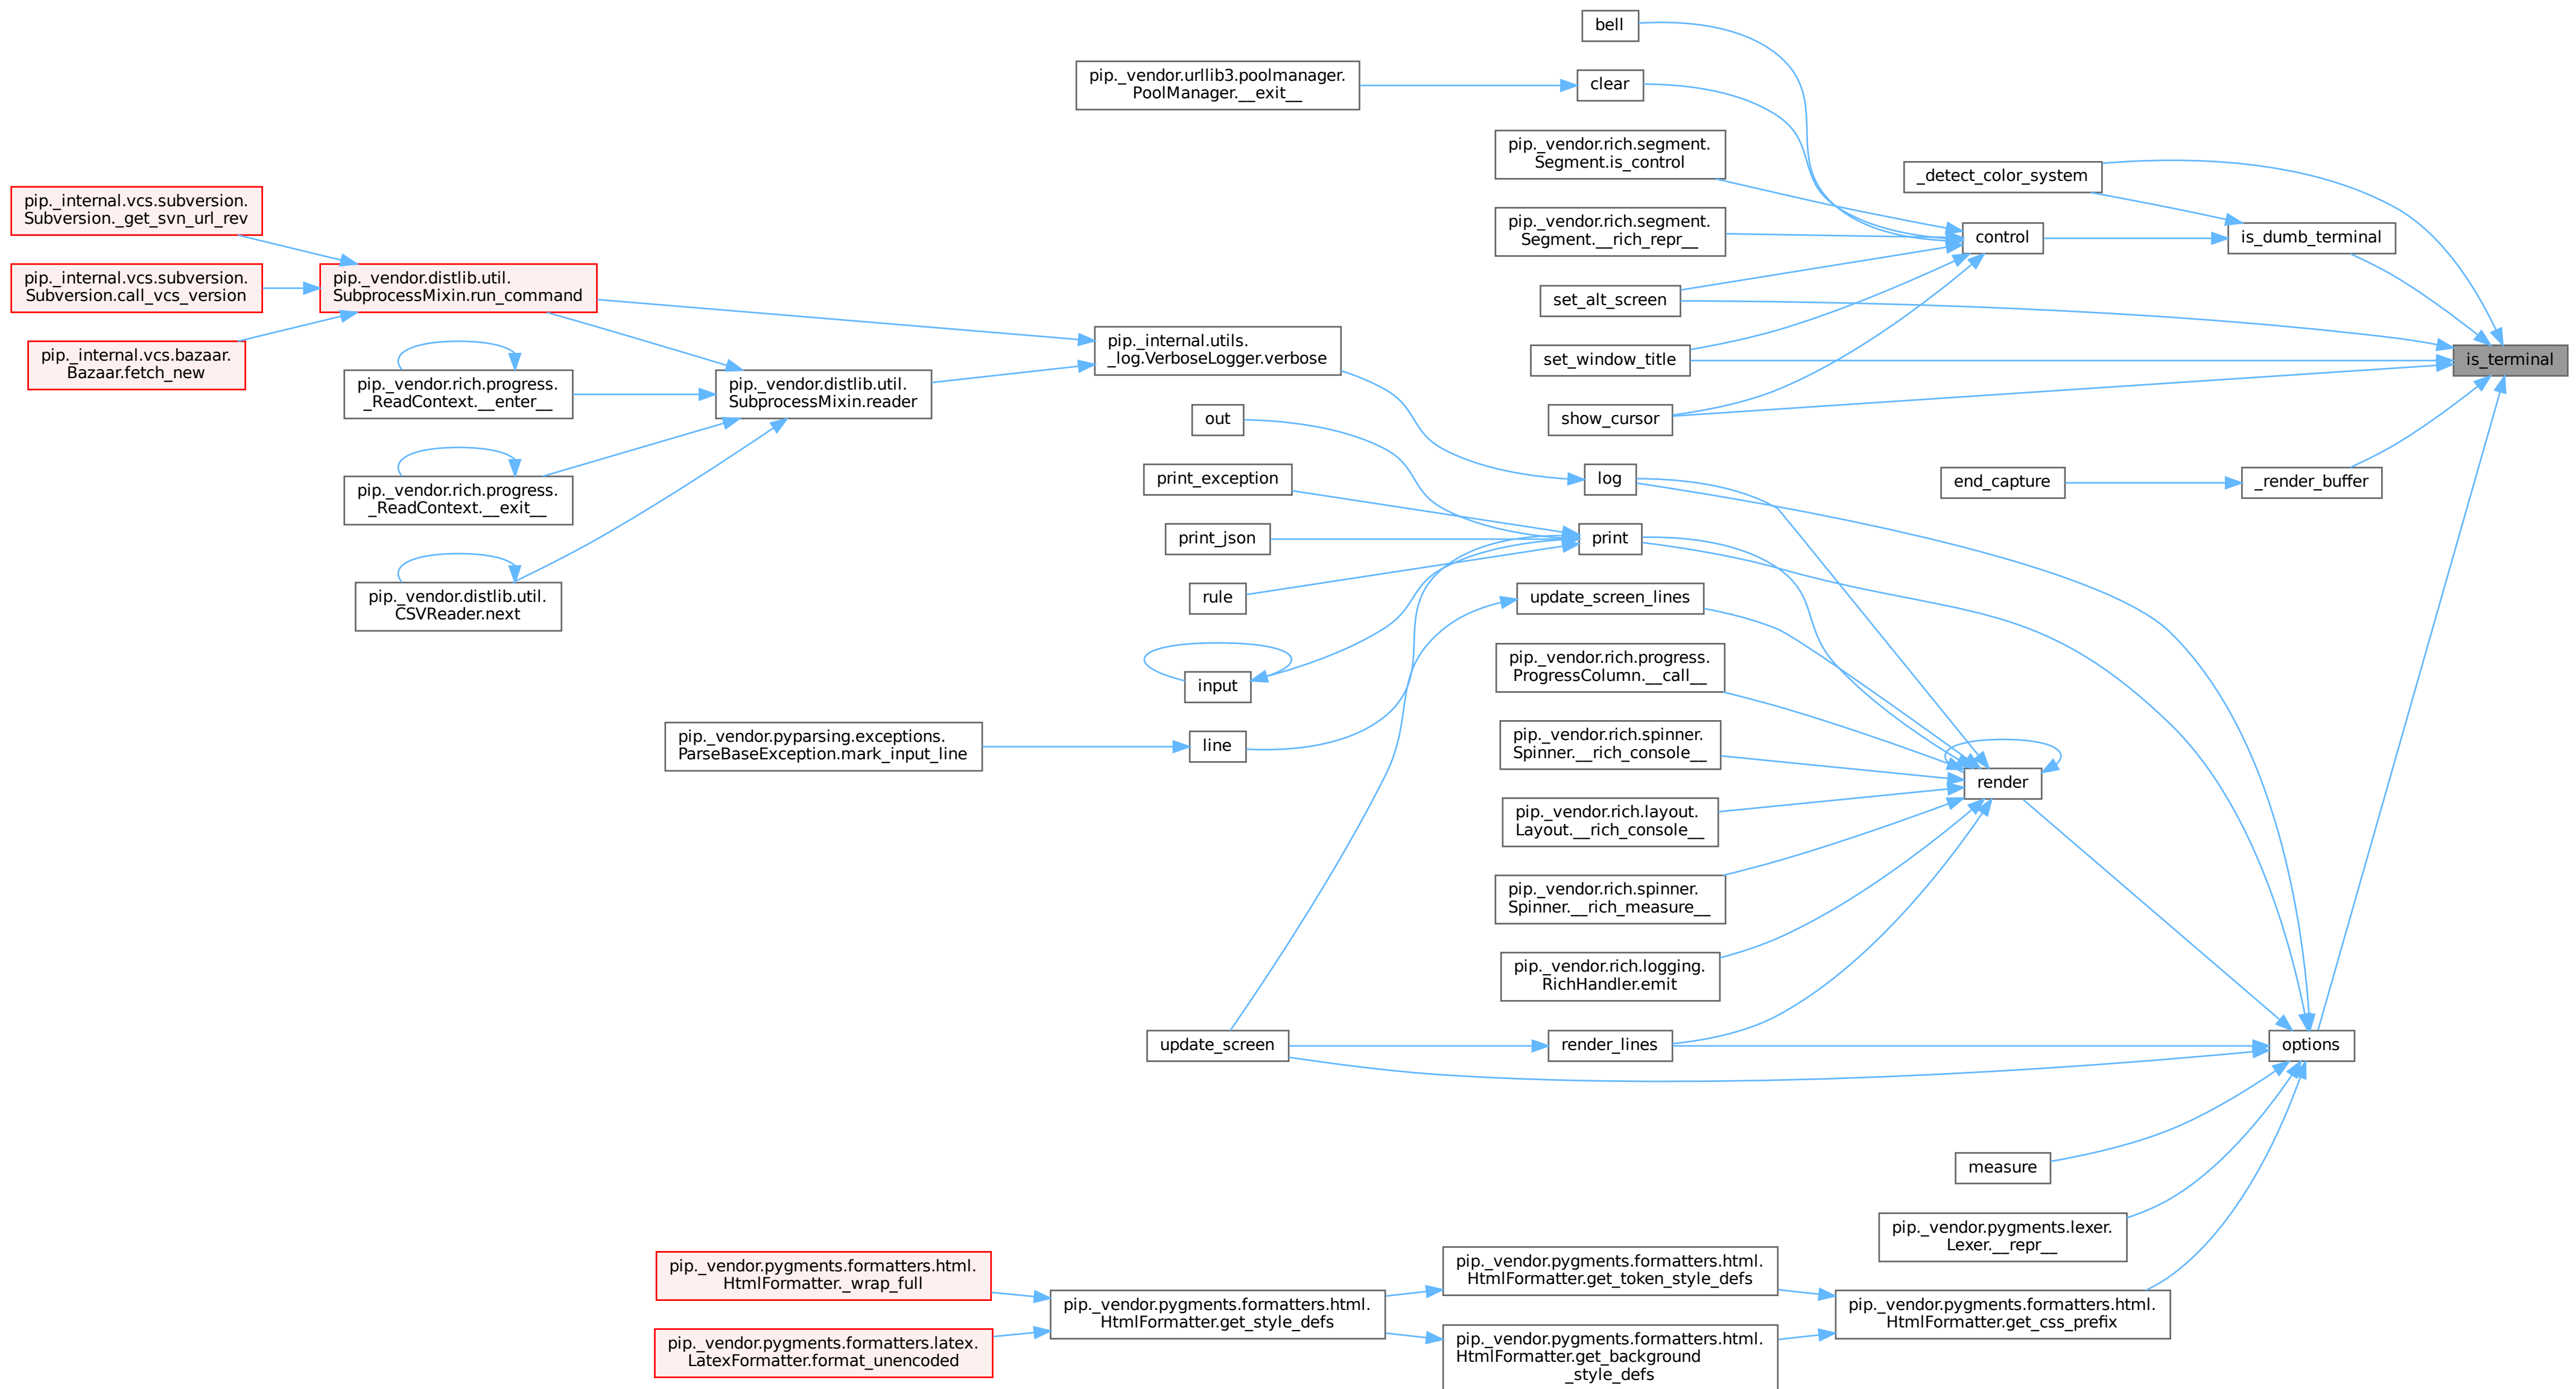 bell
pip._vendor.urllib3.poolmanager.
PoolManager.__exit__
clear
pip._vendor.rich.segment.
Segment.is_control
_detect_color_system
pip._internal.vcs.subversion.
Subversion._get_svn_url_rev
pip._vendor.rich.segment.
Segment.__rich_repr__
control
is_dumb_terminal
pip._internal.vcs.subversion.
Subversion.call_vcs_version
pip._vendor.distlib.util.
SubprocessMixin.run_command
set_alt_screen
pip._internal.vcs.bazaar.
Bazaar.fetch_new
pip._internal.utils.
_log.VerboseLogger.verbose
set_window_title
is_terminal
pip._vendor.rich.progress.
_ReadContext.__enter__
pip._vendor.distlib.util.
SubprocessMixin.reader
out
show_cursor
pip._vendor.rich.progress.
_ReadContext.__exit__
print_exception
log
end_capture
_render_buffer
print_json
print
pip._vendor.distlib.util.
CSVReader.next
rule
update_screen_lines
input
pip._vendor.rich.progress.
ProgressColumn.__call__
pip._vendor.pyparsing.exceptions.
ParseBaseException.mark_input_line
line
pip._vendor.rich.spinner.
Spinner.__rich_console__
render
pip._vendor.rich.layout.
Layout.__rich_console__
pip._vendor.rich.spinner.
Spinner.__rich_measure__
pip._vendor.rich.logging.
RichHandler.emit
update_screen
render_lines
options
measure
pip._vendor.pygments.lexer.
Lexer.__repr__
pip._vendor.pygments.formatters.html.
HtmlFormatter._wrap_full
pip._vendor.pygments.formatters.html.
HtmlFormatter.get_token_style_defs
pip._vendor.pygments.formatters.html.
HtmlFormatter.get_style_defs
pip._vendor.pygments.formatters.html.
HtmlFormatter.get_css_prefix
pip._vendor.pygments.formatters.latex.
LatexFormatter.format_unencoded
pip._vendor.pygments.formatters.html.
HtmlFormatter.get_background
_style_defs